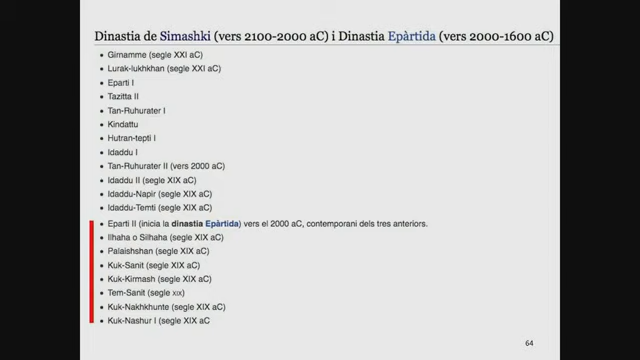 Dinastia de Simashki (vers 2100-2000 aC) i Dinastia Epàrtida (vers 2000-1600 aC)
• Girnamme (segle XXI aC)
• Lurak-lukhkhan (segle XXI aC)
• Eparti I
• Tazitta II
• Tan-Ruhurater I
• Kindattu
• Hutran-tepti I
• Idaddu I
• Tan-Ruhurater II (vers 2000 aC)
• Idaddu II (segle XIX aC)
• Idaddu-Napir (segle XIX aC)
• Idaddu-Temti (segle XIX aC)
• Eparti II (inicia la dinastia Epàrtida) vers el 2000 aC, contemporani dels tres anteriors.
• Ilhaha o Silhaha (segle XIX aC)
• Palaishshan (segle XIX aC)
• Kuk-Sanit (segle XIX aC)
• Kuk-Kirmash (segle XIX aC)
• Tem-Sanit (segle XIX)
• Kuk-Nakhkhunte (segle XIX aC)
• Kuk-Nashur I (segle XIX aC
64